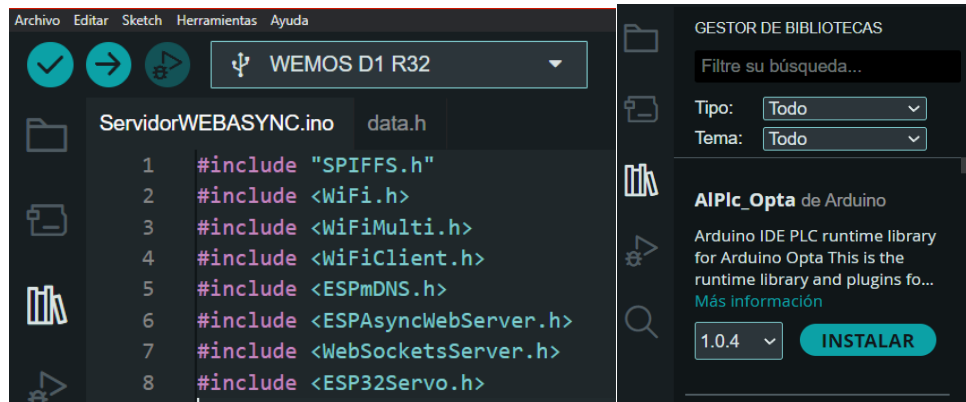 Archivo Editar Sketch Herramientas Ayuda
WEMOS D1 R32
ServidorWEBASYNC.ino data.h
1 #include "SPIFFS.h"
2 #include <WiFi.h>
3 #include <WiFiMulti.h>
4 #include <WiFiClient.h>
5 #include <ESPmDNS.h>
6 #include <ESPAsyncWebServer.h>
7 #include <WebSocketsServer.h>
8 #include <ESP32Servo.h>
GESTOR DE BIBLIOTECAS
Filtre su búsqueda...
Tipo: Todo
Tema: Todo
AlPlc_Opta de Arduino
Arduino IDE PLC runtime library
for Arduino Opta This is the
runtime library and plugins fo...
Más información
1.0.4 INSTALAR